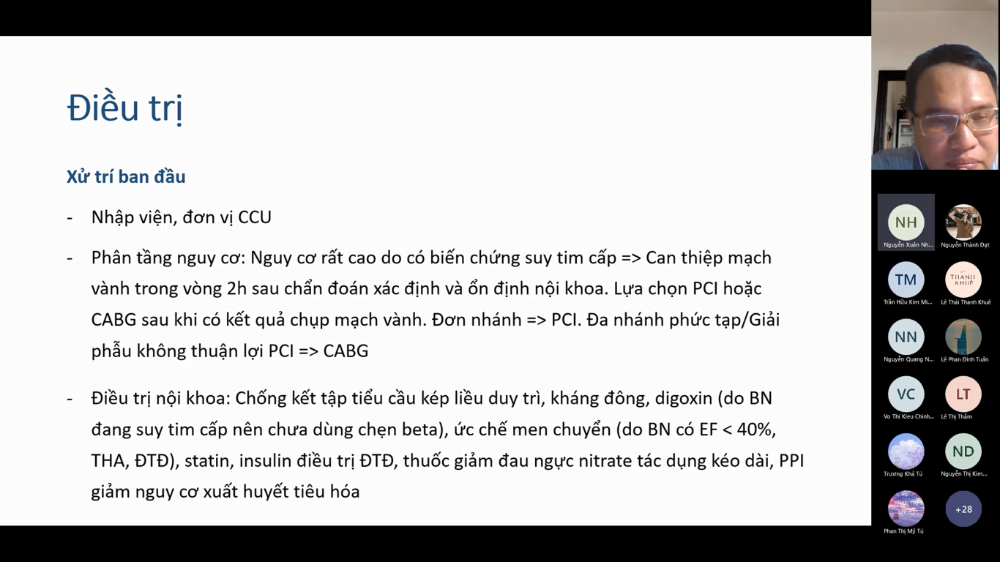 Điều trị
Xử trí ban đầu
- Nhập viện, đơn vị CCU
- Phân tầng nguy cơ: Nguy cơ rất cao do có biến chứng suy tim cấp => Can thiệp mạch
vành trong vòng 2h sau chẩn đoán xác định và ổn định nội khoa. Lựa chọn PCI hoặc
CABG sau khi có kết quả chụp mạch vành. Đơn nhánh => PCI. Đa nhánh phức tạp/Giải
phẫu không thuận lợi PCI => CABG
- Điều trị nội khoa: Chống kết tập tiểu cầu kép liều duy trì, kháng đông, digoxin (do BN
đang suy tim cấp nên chưa dùng chẹn beta), ức chế men chuyển (do BN có EF < 40%,
THA, ĐTĐ), statin, insulin điều trị ĐTĐ, thuốc giảm đau ngực nitrate tác dụng kéo dài, PPI
giảm nguy cơ xuất huyết tiêu hóa
NH
Nguyễn Xuân Nh...
Nguyễn Thành Đạt
TM
Trần Hữu Kim Mi...
THANH
KHUÊ
Lê Thái Thanh Khuê
NN
Nguyễn Quang N...
Lê Phan Đình Tuấn
VC
Vo Thi Kieu Chinh...
LT
Lê Thị Thắm
Trương Khả Tú
ND
Nguyễn Thị Kim...
PHAN THỊ
MỸ TÚ
Phan Thị Mỹ Tú
+28